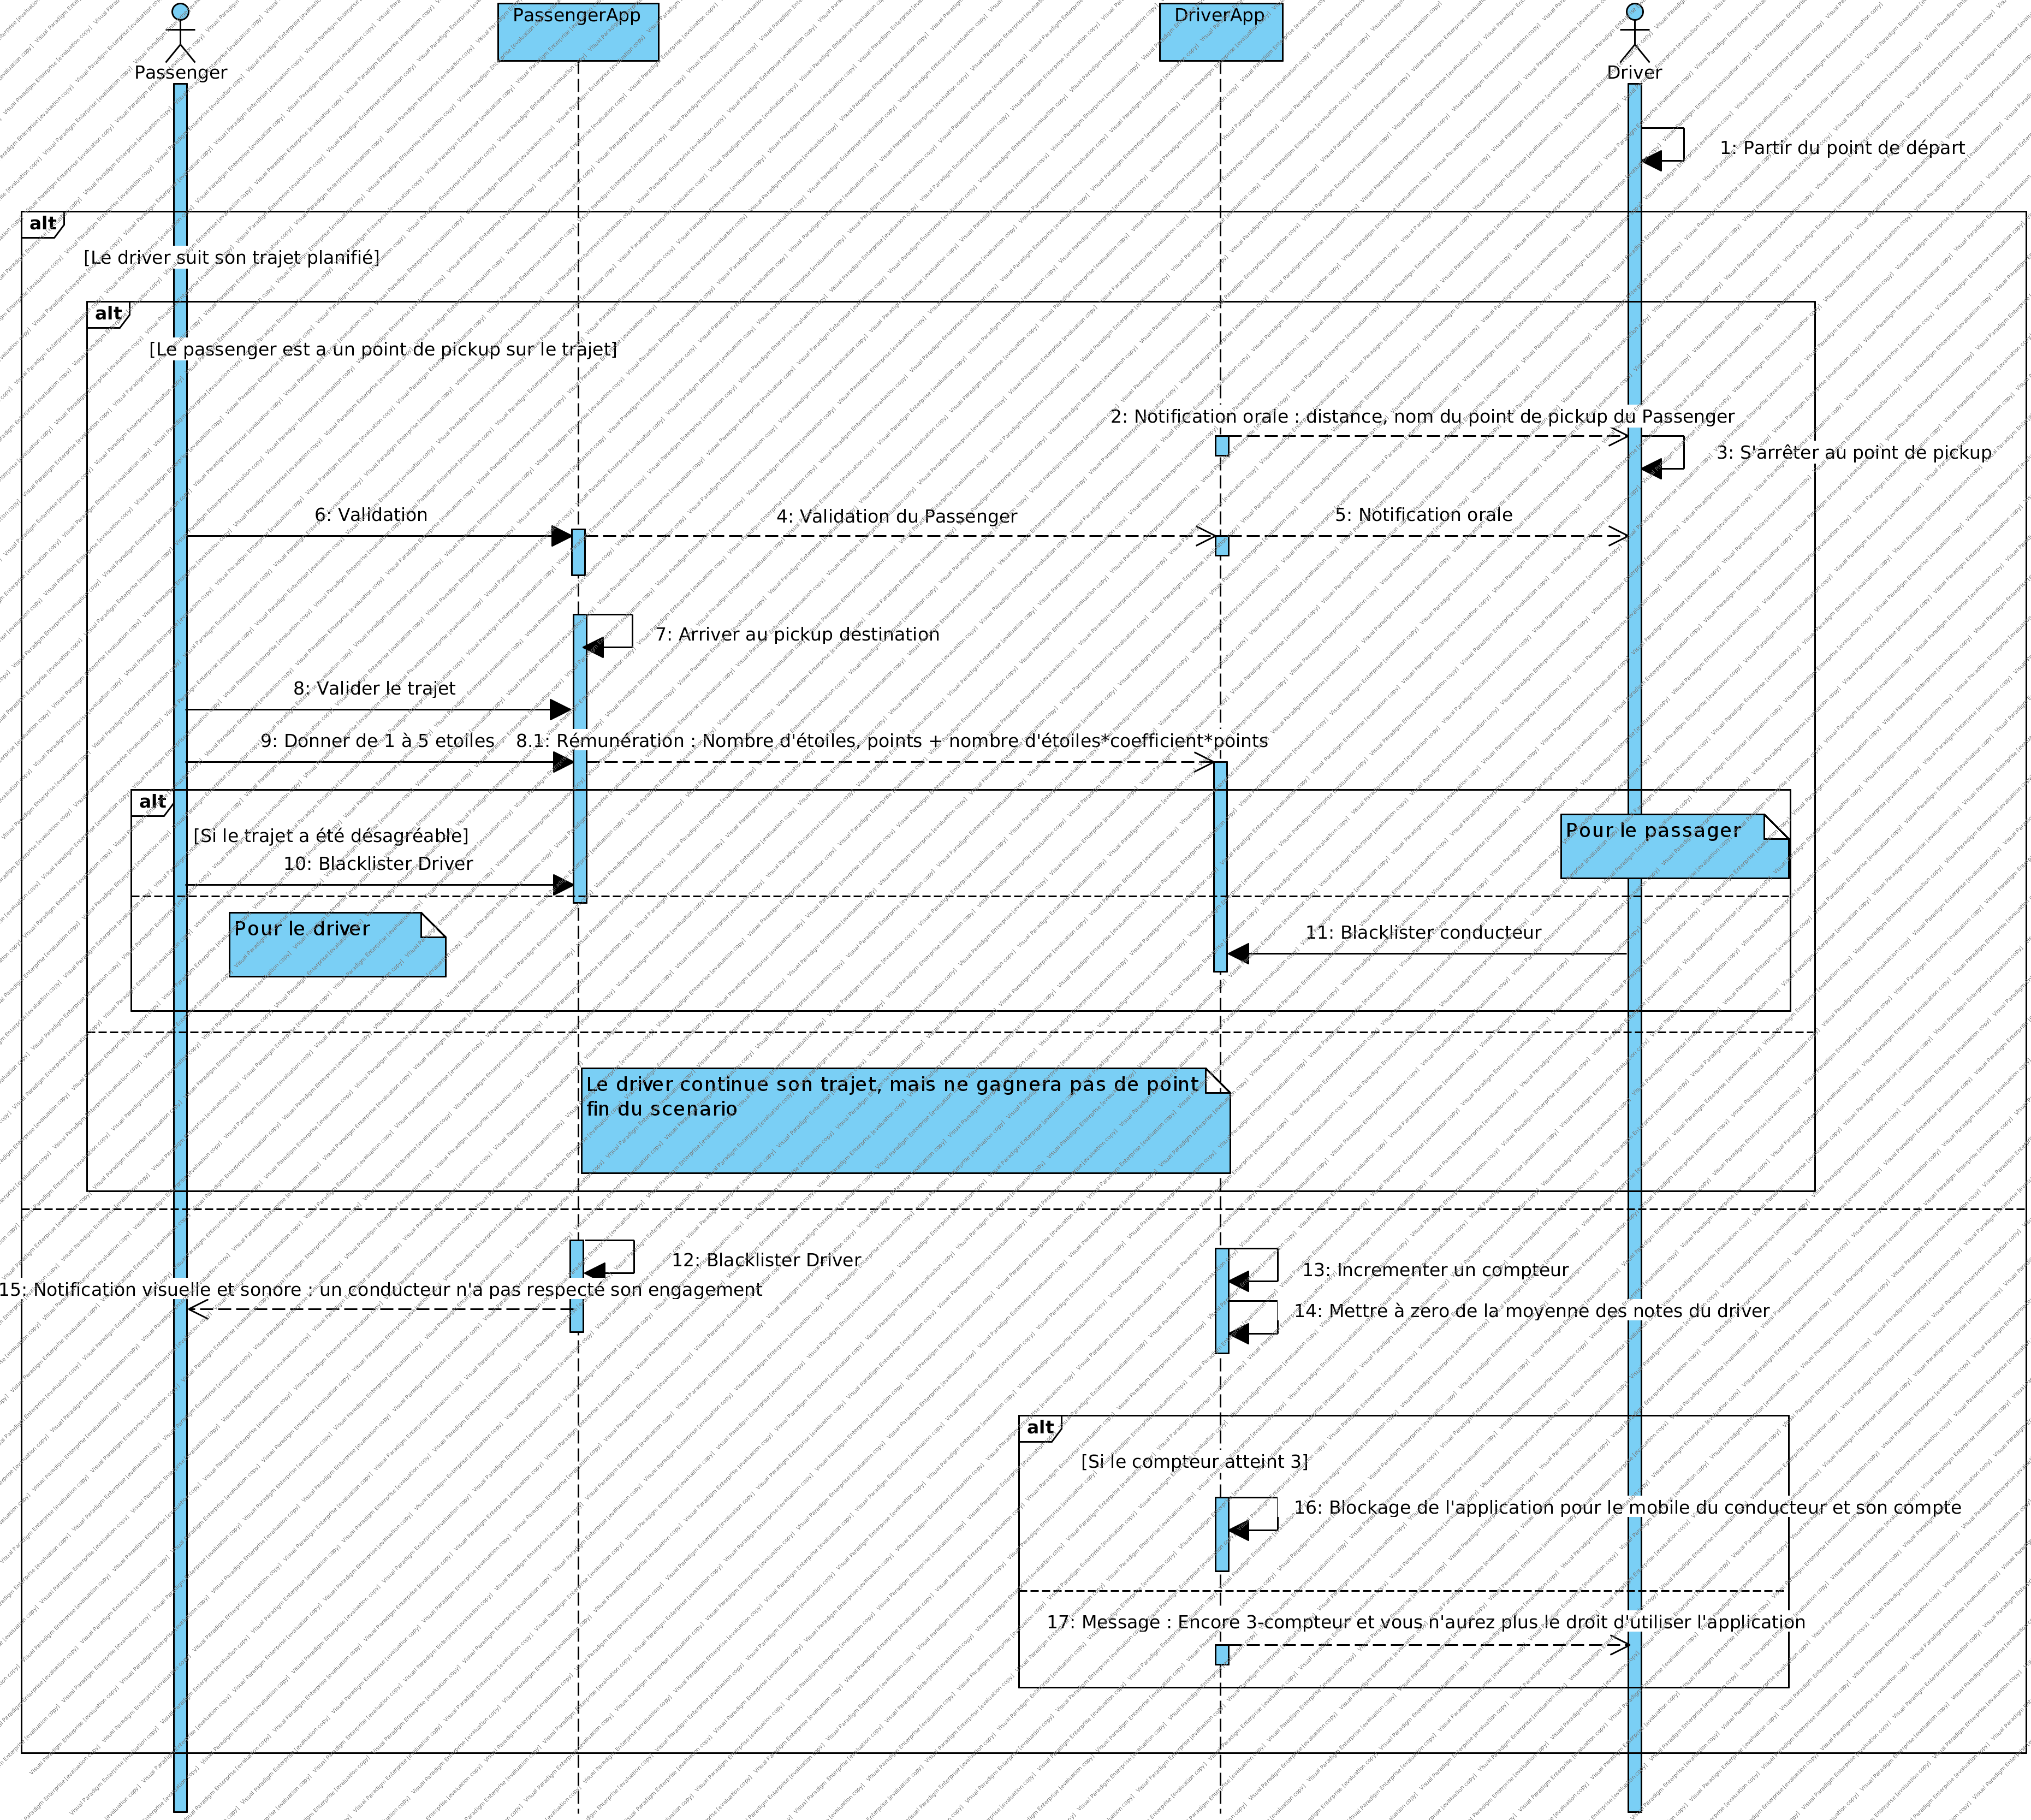 PassengerApp
DriverApp
Passenger
Driver
1: Partir du point de départ
alt
[Le driver suit son trajet planifié]
alt
[Le passenger est a un point de pickup sur le trajet]
2: Notification orale : distance, nom du point de pickup du Passenger
3: S'arrêter au point de pickup
6: Validation
4: Validation du Passenger
5: Notification orale
7: Arriver au pickup destination
8: Valider le trajet
9: Donner de 1 à 5 etoiles
8.1: Rémunération : Nombre d'étoiles, points + nombre d'étoiles*coefficient*points
alt
[Si le trajet a été désagréable]
Pour le passager
10: Blacklister Driver
Pour le driver
11: Blacklister conducteur
Le driver continue son trajet, mais ne gagnera pas de point
fin du scenario
12: Blacklister Driver
13: Incrementer un compteur
15: Notification visuelle et sonore : un conducteur n'a pas respecté son engagement
14: Mettre à zero de la moyenne des notes du driver
alt
[Si le compteur atteint 3]
16: Blockage de l'application pour le mobile du conducteur et son compte
17: Message : Encore 3-compteur et vous n'aurez plus le droit d'utiliser l'application
Visual Paradigm Enterprise [evaluation copy]